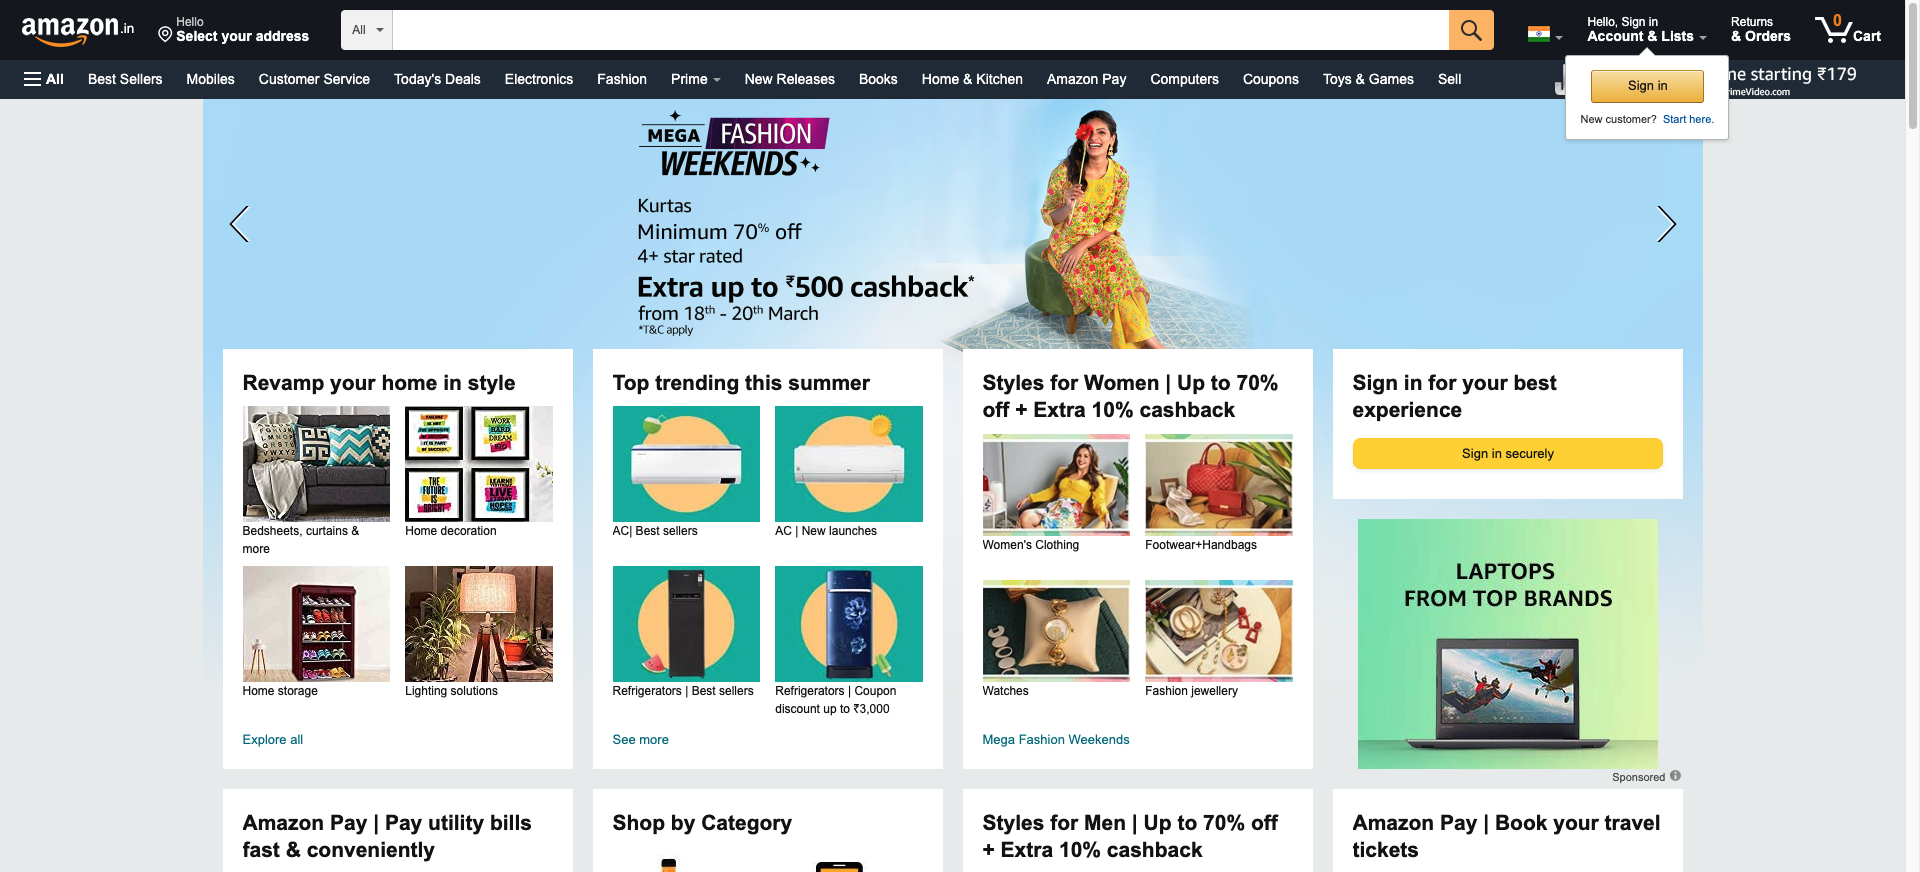 amazon.in
Hello
Select your address
All
Hello, Sign in
Account & Lists
Returns
& Orders
0
Cart
All
Best Sellers
Mobiles
Customer Service
Today's Deals
Electronics
Fashion
Prime
New Releases
Books
Home & Kitchen
Amazon Pay
Computers
Coupons
Toys & Games
Sell
starting ₹179
Sign in
New customer? Start here.
MEGA FASHION
WEEKENDS
Kurtas
Minimum 70% off
4+ star rated
Extra up to ₹500 cashback*
from 18th - 20th March
*T&C apply
Revamp your home in style
Bedsheets, curtains &
more
Home decoration
THE
FUTURE
IS
BRIGHT
WORK
HARD
DREAM
BIG
Home storage
Lighting solutions
Explore all
Top trending this summer
AC| Best sellers
AC | New launches
Refrigerators | Best sellers
Refrigerators | Coupon
discount up to ₹3,000
See more
Styles for Women | Up to 70%
off + Extra 10% cashback
Women's Clothing
Footwear+Handbags
Watches
Fashion jewellery
Mega Fashion Weekends
Sign in for your best
experience
Sign in securely
LAPTOPS
FROM TOP BRANDS
Sponsored
Amazon Pay | Pay utility bills
fast & conveniently
Shop by Category
Styles for Men | Up to 70% off
+ Extra 10% cashback
Amazon Pay | Book your travel
tickets